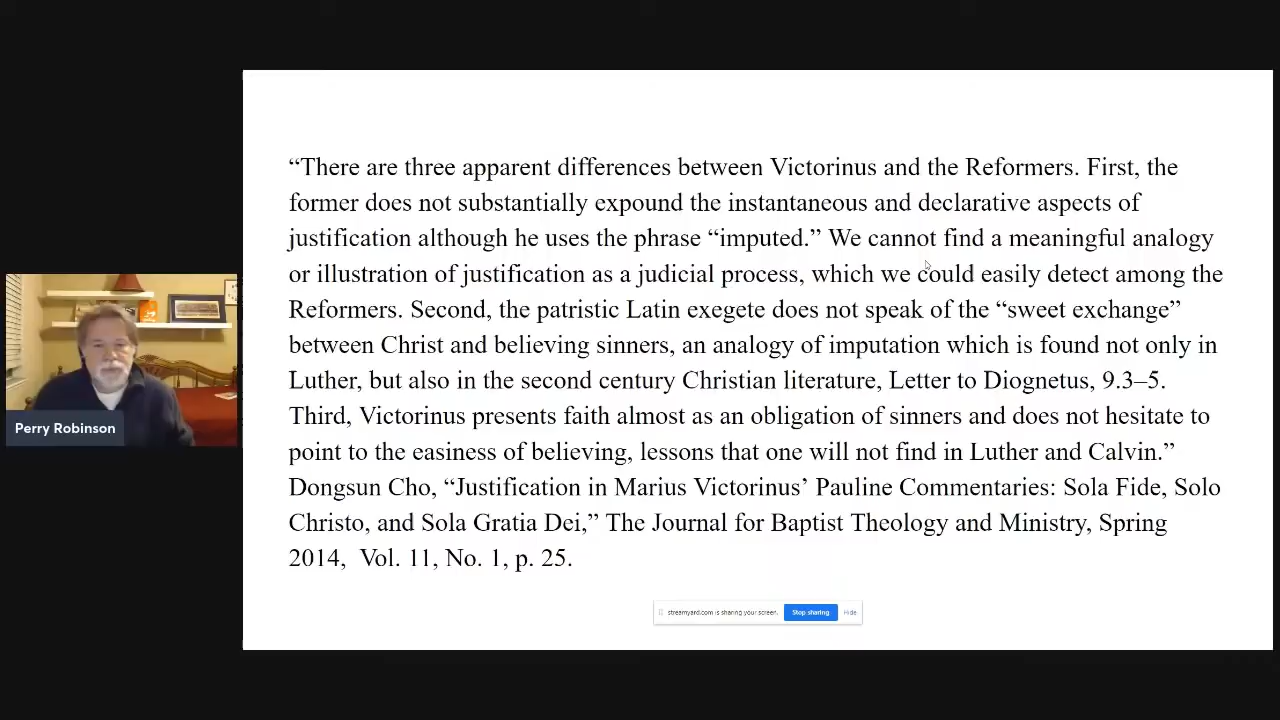 “There are three apparent differences between Victorinus and the Reformers. First, the
former does not substantially expound the instantaneous and declarative aspects of
justification although he uses the phrase “imputed.” We cannot find a meaningful analogy
or illustration of justification as a judicial process, which we could easily detect among the
Reformers. Second, the patristic Latin exegete does not speak of the “sweet exchange”
between Christ and believing sinners, an analogy of imputation which is found not only in
Luther, but also in the second century Christian literature, Letter to Diognetus, 9.3–5.
Third, Victorinus presents faith almost as an obligation of sinners and does not hesitate to
point to the easiness of believing, lessons that one will not find in Luther and Calvin.”
Dongsun Cho, “Justification in Marius Victorinus’ Pauline Commentaries: Sola Fide, Solo
Christo, and Sola Gratia Dei,” The Journal for Baptist Theology and Ministry, Spring
2014,  Vol. 11, No. 1, p. 25.
Perry Robinson
streamyard.com is sharing your screen.
Stop sharing
Hide